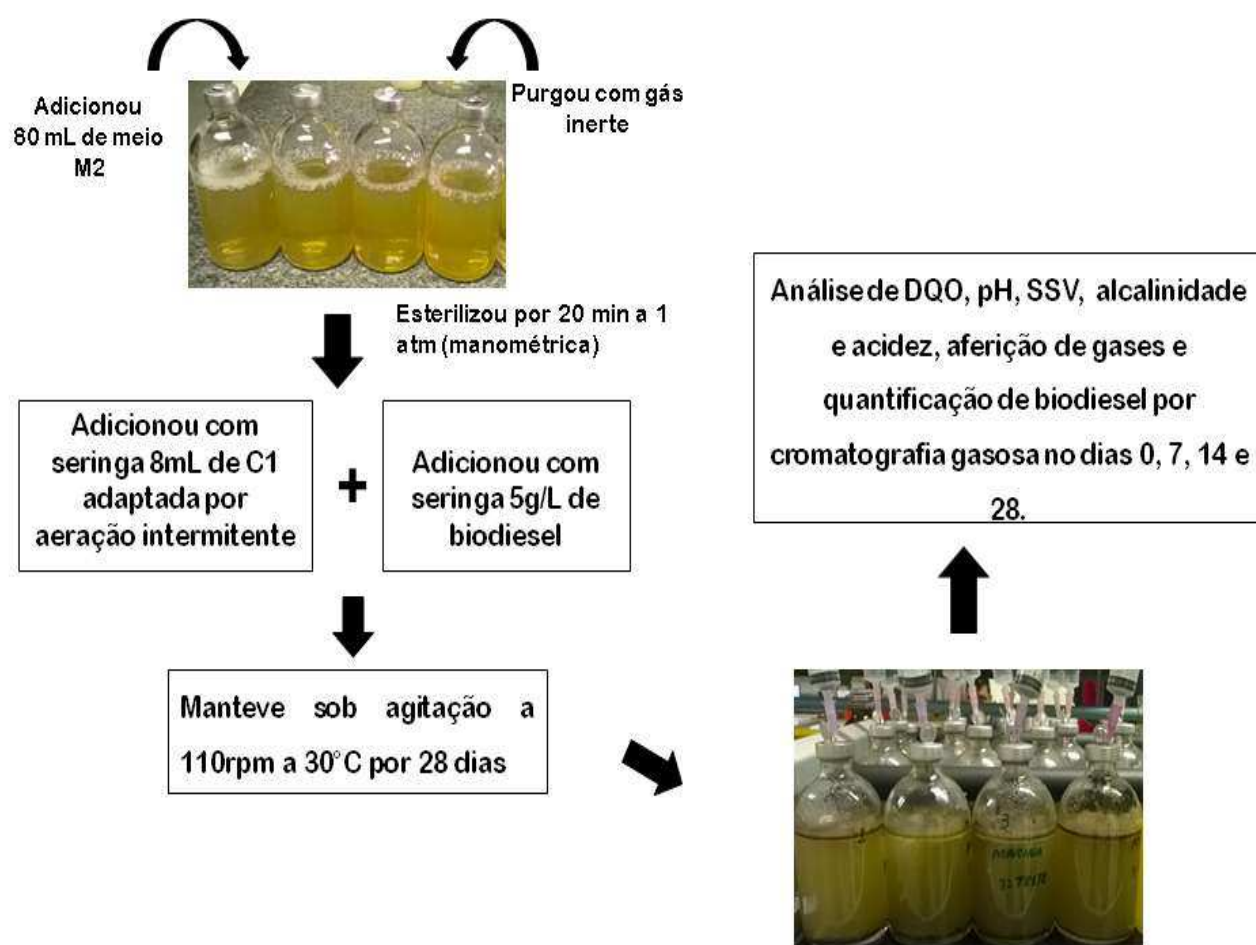 Adicionou
80 mL de meio
M2
Purgou com gás
inerte
Esterilizou por 20 min a 1
atm (manométrica)
Adicionou com
seringa 8mL de C1
adaptada por
aeração intermitente
+
Adicionou com
seringa 5g/L de
biodiesel
Manteve sob agitação a
110rpm a 30°C por 28 dias
Análise de DQO, pH, SSV, alcalinidade
e acidez, aferição de gases e
quantificação de biodiesel por
cromatografia gasosa no dias 0, 7, 14 e
28.
3